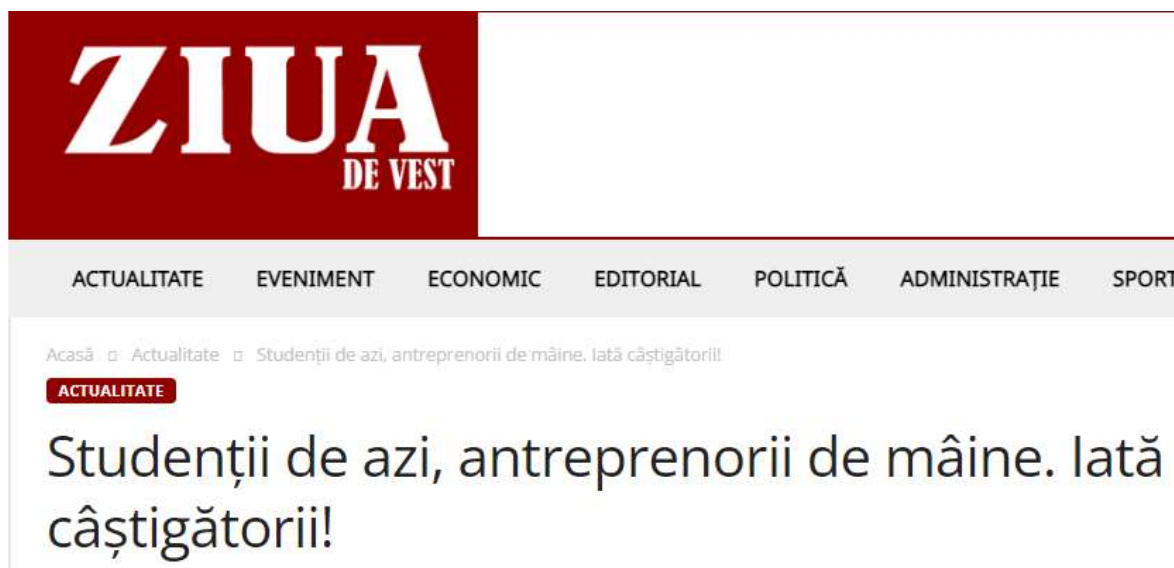 ZIUA
DE VEST
ACTUALITATE EVENIMENT ECONOMIC EDITORIAL POLITICĂ ADMINISTRAȚIE SPORT
Acasă Actualitate Studenții de azi, antreprenorii de mâine. Iată câștigătorii!
ACTUALITATE
Studenții de azi, antreprenorii de mâine. Iată
câștigătorii!